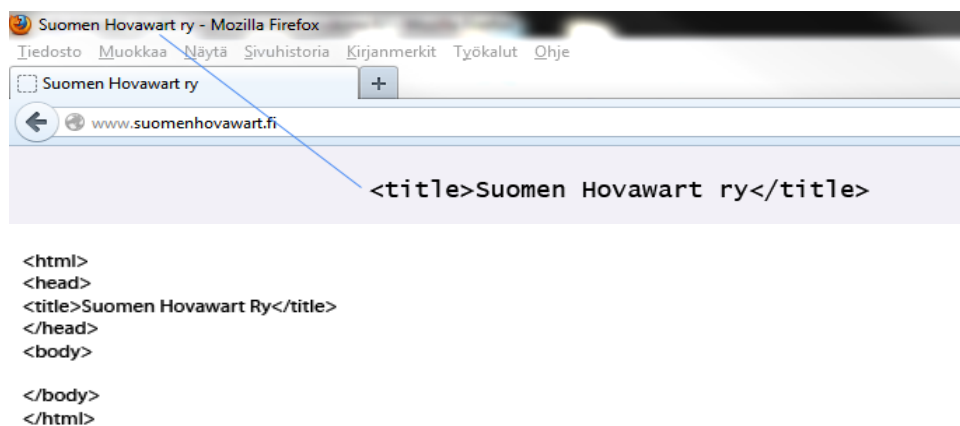 Suomen Hovawart ry - Mozilla Firefox
Tiedosto Muokkaa Näytä Sivuhistoria Kirjanmerkit Työkalut Ohje
Suomen Hovawart ry +
www.suomenhovawart.fi
<title>Suomen Hovawart ry</title>
<html>
<head>
<title>Suomen Hovawart Ry</title>
</head>
<body>
</body>
</html>